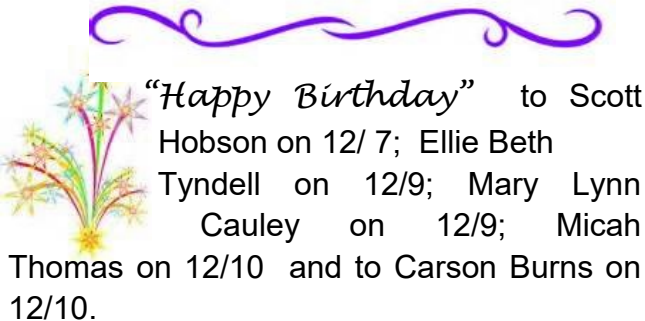 “Happy Birthday” to Scott
Hobson on 12/ 7; Ellie Beth
Tyndell on 12/9; Mary Lynn
Cauley on 12/9; Micah
Thomas on 12/10 and to Carson Burns on
12/10.